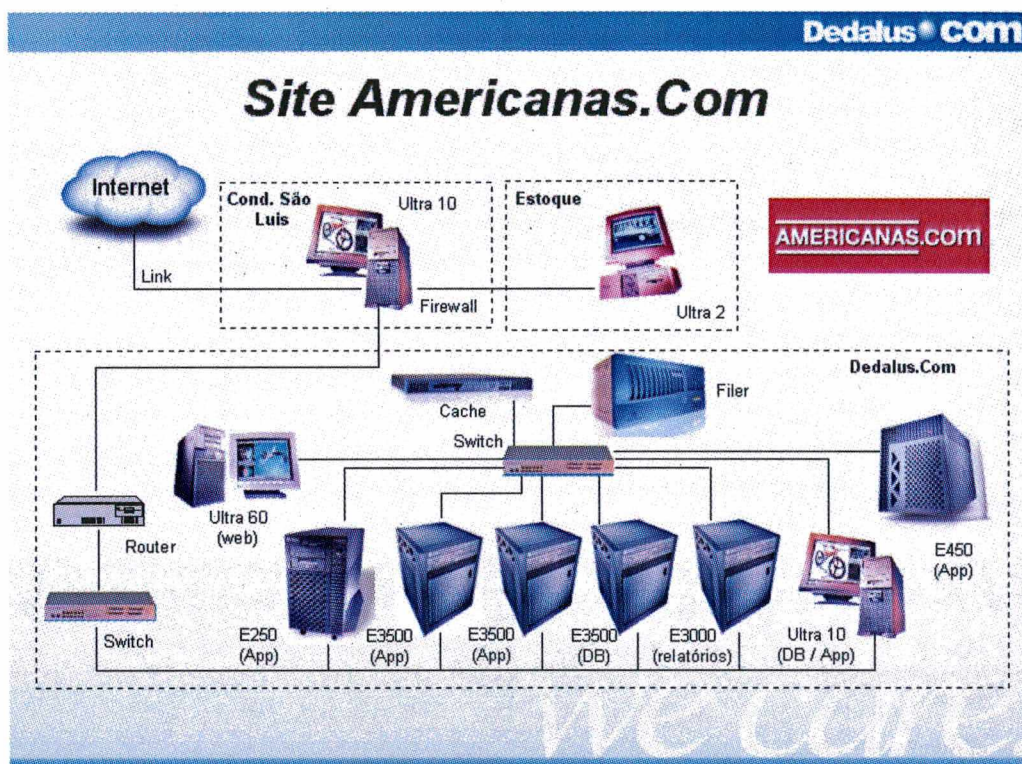 Dedalus com
Site Americanas.Com
Internet
Cond. São
Luis
Ultra 10
Estoque
AMERICANAS.com
Link
Firewall
Ultra 2
Dedalus.Com
Cache
Filer
Switch
Ultra 60
(web)
Router
E450
(App)
Switch
E250
(App)
E3500
(App)
E3500
(App)
E3500
(DB)
E3000
(relatórios)
Ultra 10
(DB / App)
we care